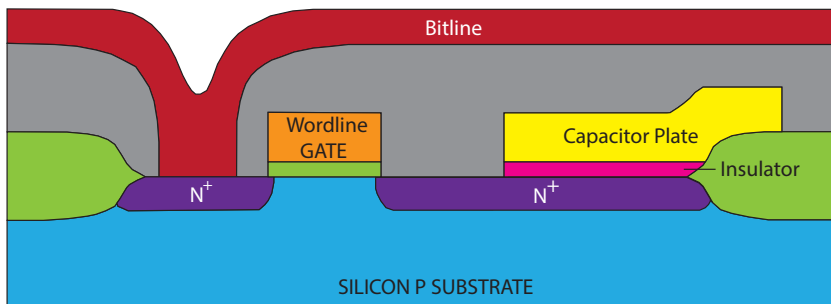 Bitline
Wordline
GATE
Capacitor Plate
Insulator
N+
N+
SILICON P SUBSTRATE